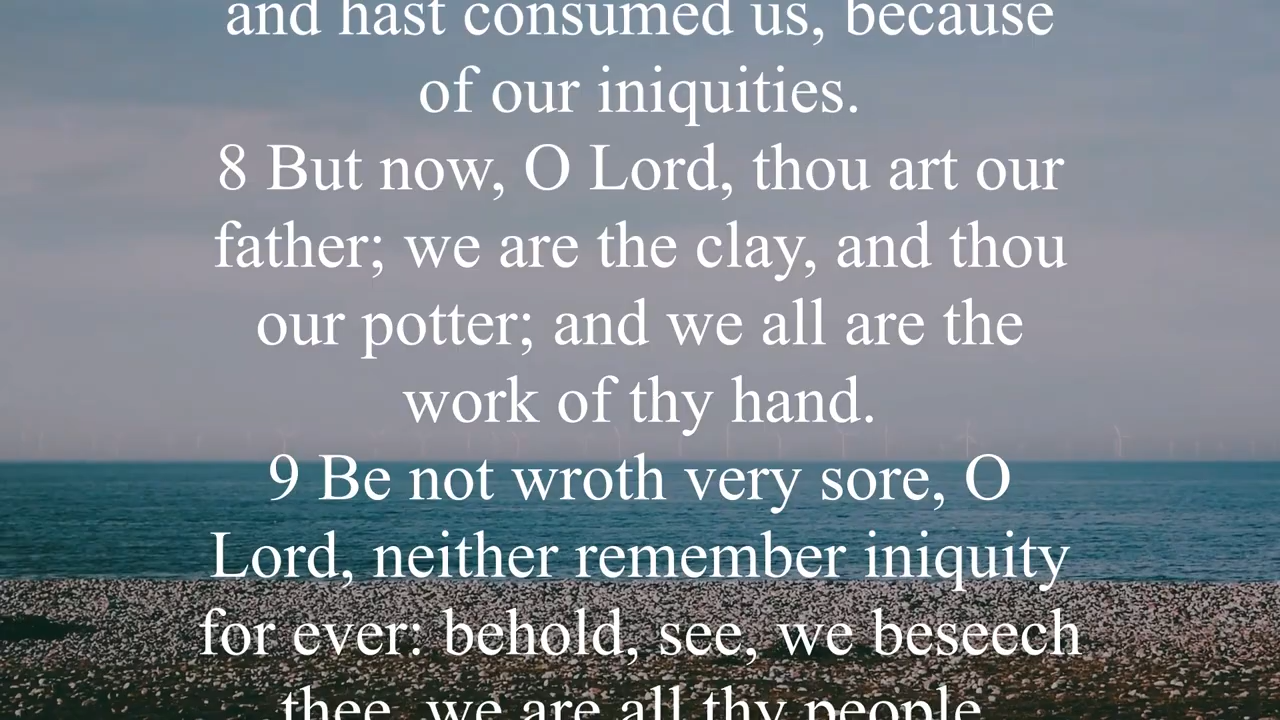 and hast consumed us, because
of our iniquities.
8 But now, O Lord, thou art our
father; we are the clay, and thou
our potter; and we all are the
work of thy hand.
9 Be not wroth very sore, O
Lord, neither remember iniquity
for ever: behold, see, we beseech
thee, we are all thy people